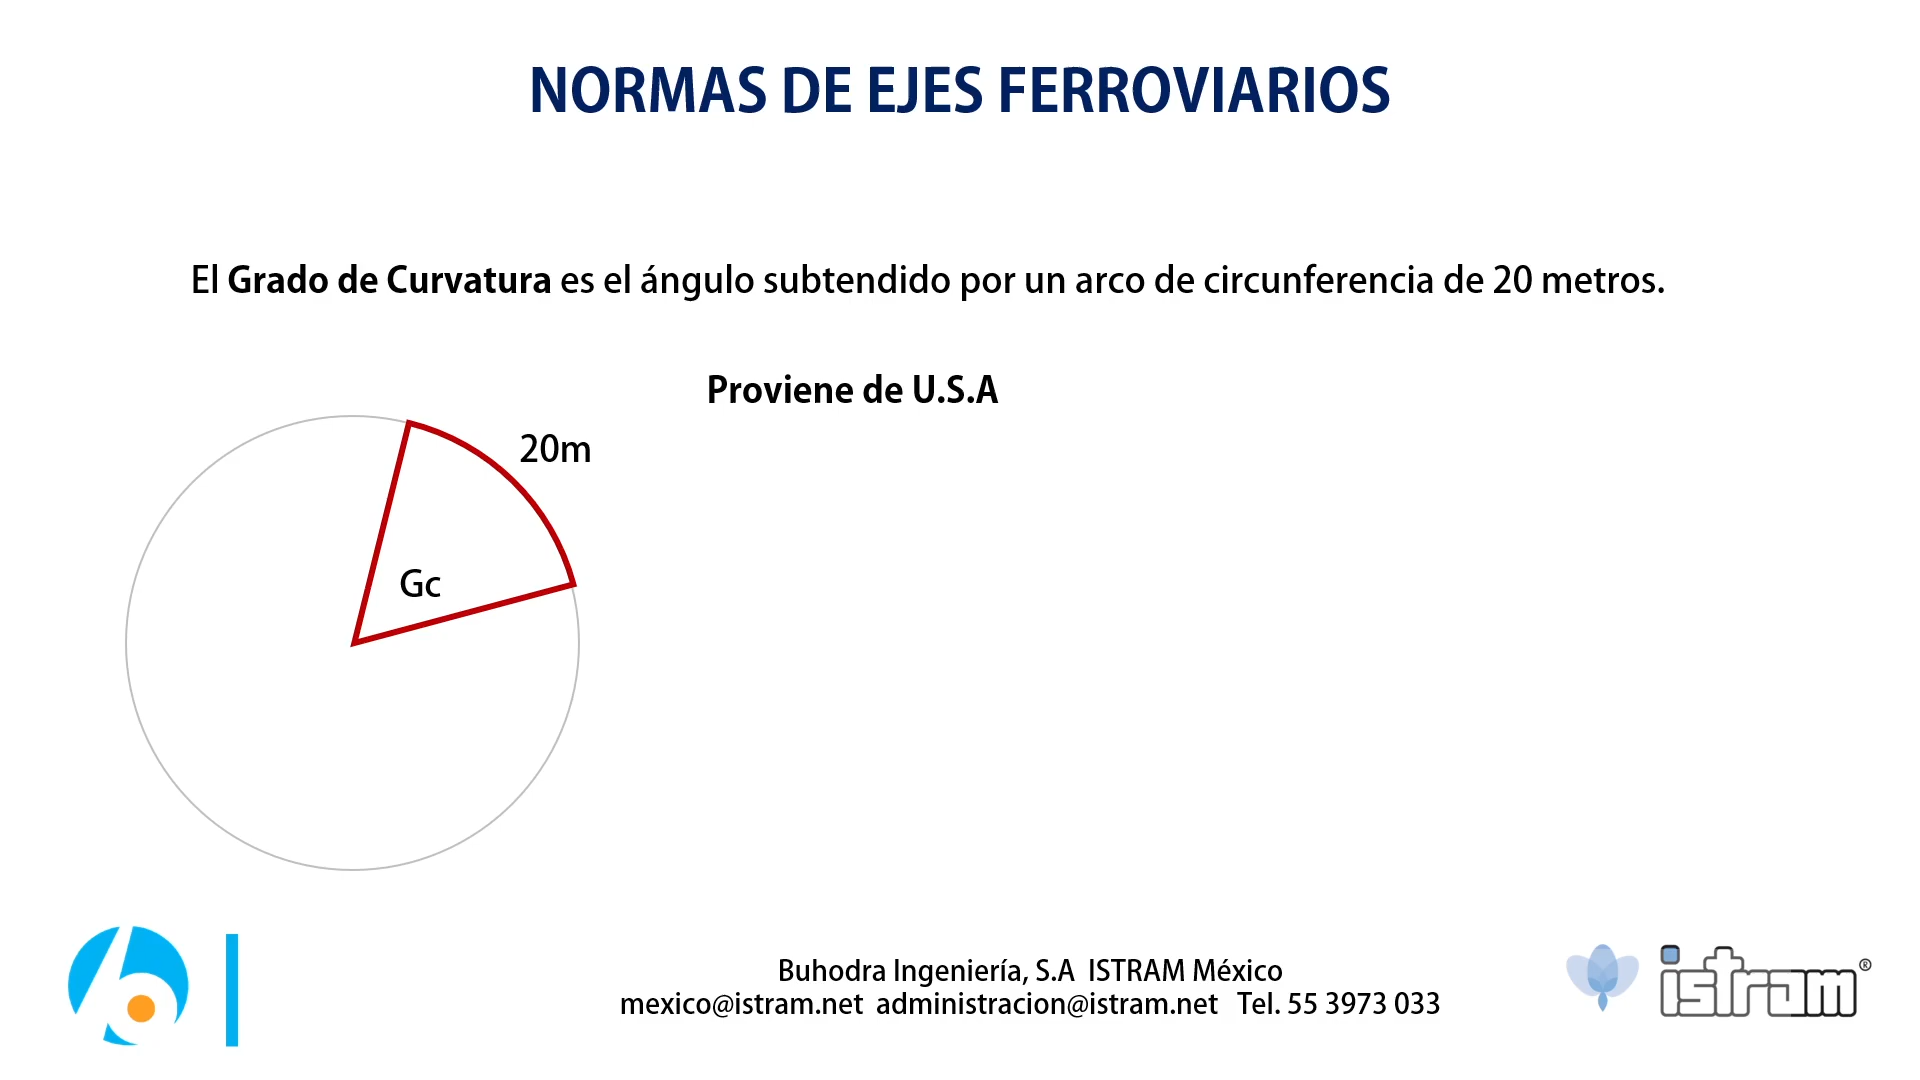 NORMAS DE EJES FERROVIARIOS
El Grado de Curvatura es el ángulo subtendido por un arco de circunferencia de 20 metros.
Proviene de U.S.A
20m
Gc
Buhodra Ingeniería, S.A  ISTRAM México
mexico@istram.net  administracion@istram.net   Tel. 55 3973 033
istram®